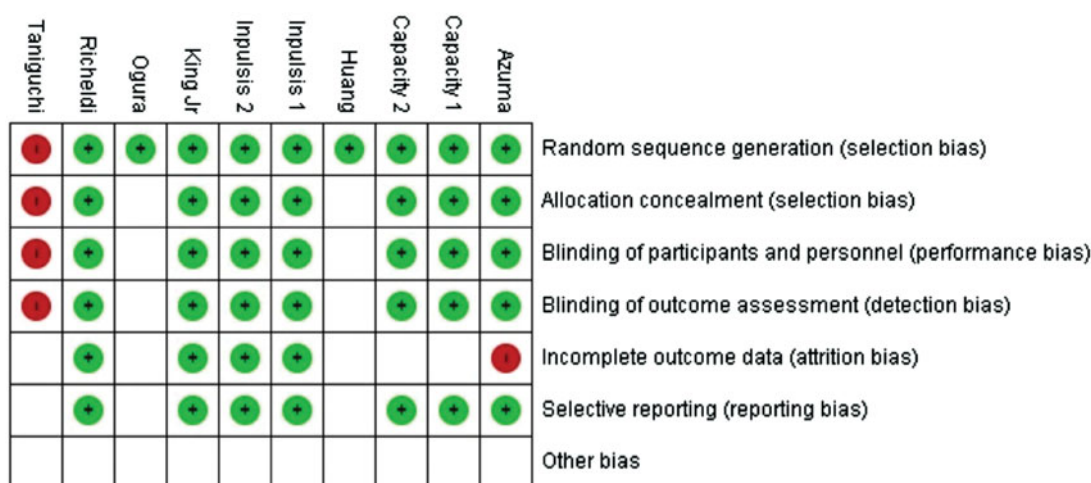 Taniguchi
Richeldi
Ogura
King Jr
Inpulsis 2
Inpulsis 1
Huang
Capacity 2
Capacity 1
Azuma
- + + + + + + + + + Random sequence generation (selection bias)
- + + + + + + + Allocation concealment (selection bias)
- + + + + + + + Blinding of participants and personnel (performance bias)
- + + + + + + + Blinding of outcome assessment (detection bias)
+ + + + - Incomplete outcome data (attrition bias)
+ + + + + + + Selective reporting (reporting bias)
Other bias